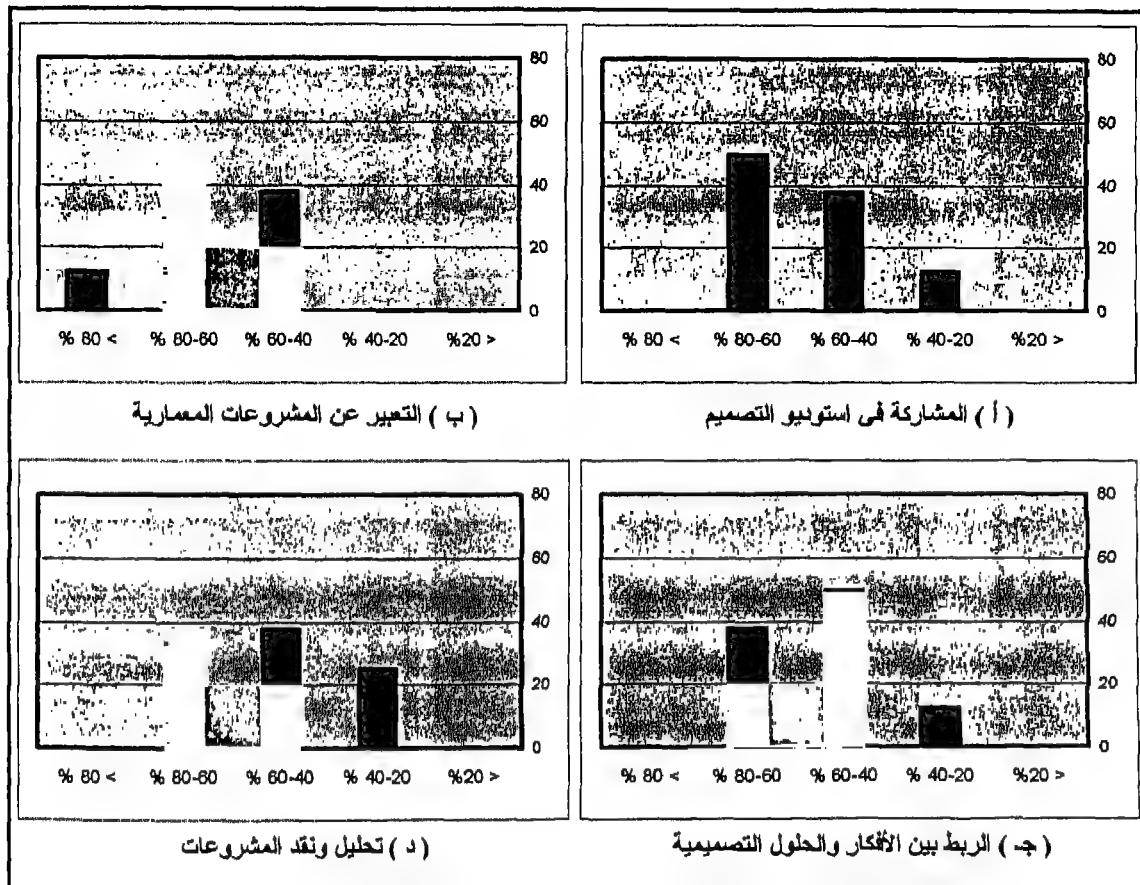 80
60
40
20
0
% 80 < % 80-60 % 60-40 % 40-20 %20 >
( أ ) المشاركة فى استوديو التصميم
80
60
40
20
0
% 80 < % 80-60 % 60-40 % 40-20 %20 >
( ب ) التعبير عن المشروعات المعمارية
80
60
40
20
0
% 80 < % 80-60 % 60-40 % 40-20 %20 >
( جـ ) الربط بين الأفكار والحلول التصميمية
80
60
40
20
0
% 80 < % 80-60 % 60-40 % 40-20 %20 >
( د ) تحليل ونقد المشروعات